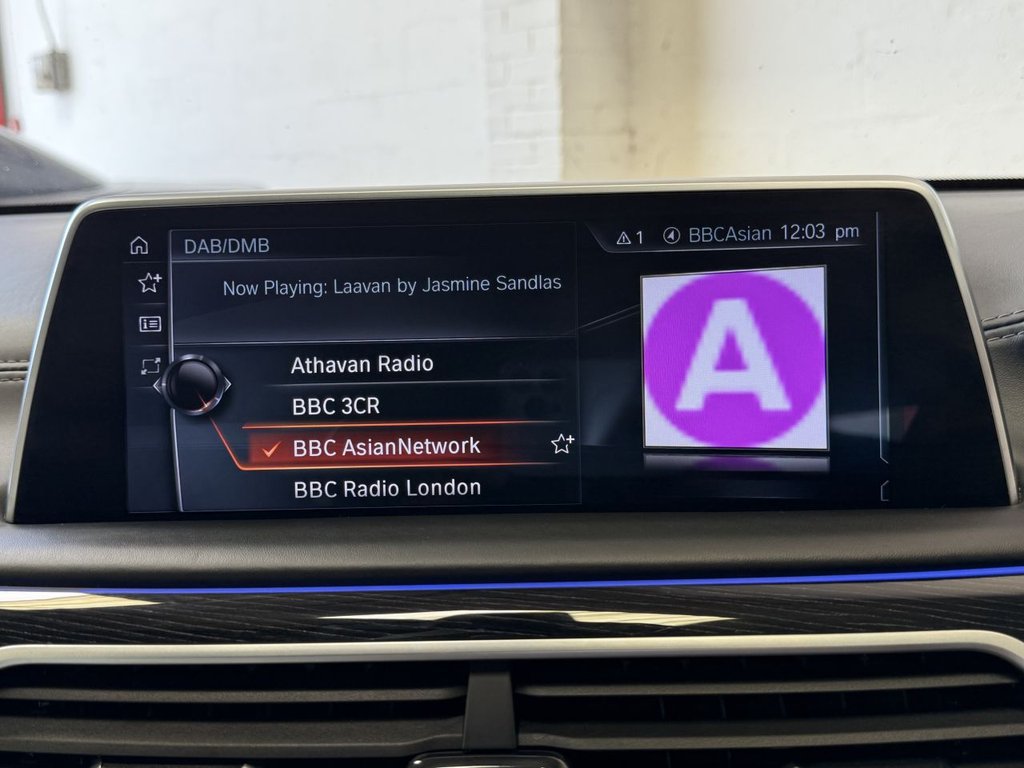 DAB/DMB
1 BBCAsian 12:03 pm
Now Playing: Laavan by Jasmine Sandlas
Athavan Radio
BBC 3CR
BBC AsianNetwork
BBC Radio London
A